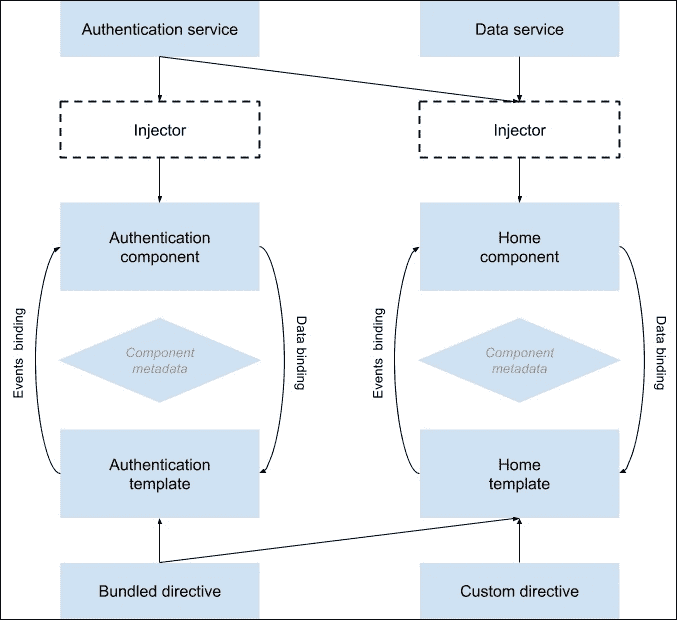 Authentication service
Data service
Injector
Injector
Authentication
component
Home
component
Events binding
Component
metadata
Data binding
Events binding
Component
metadata
Data binding
Authentication
template
Home
template
Bundled directive
Custom directive